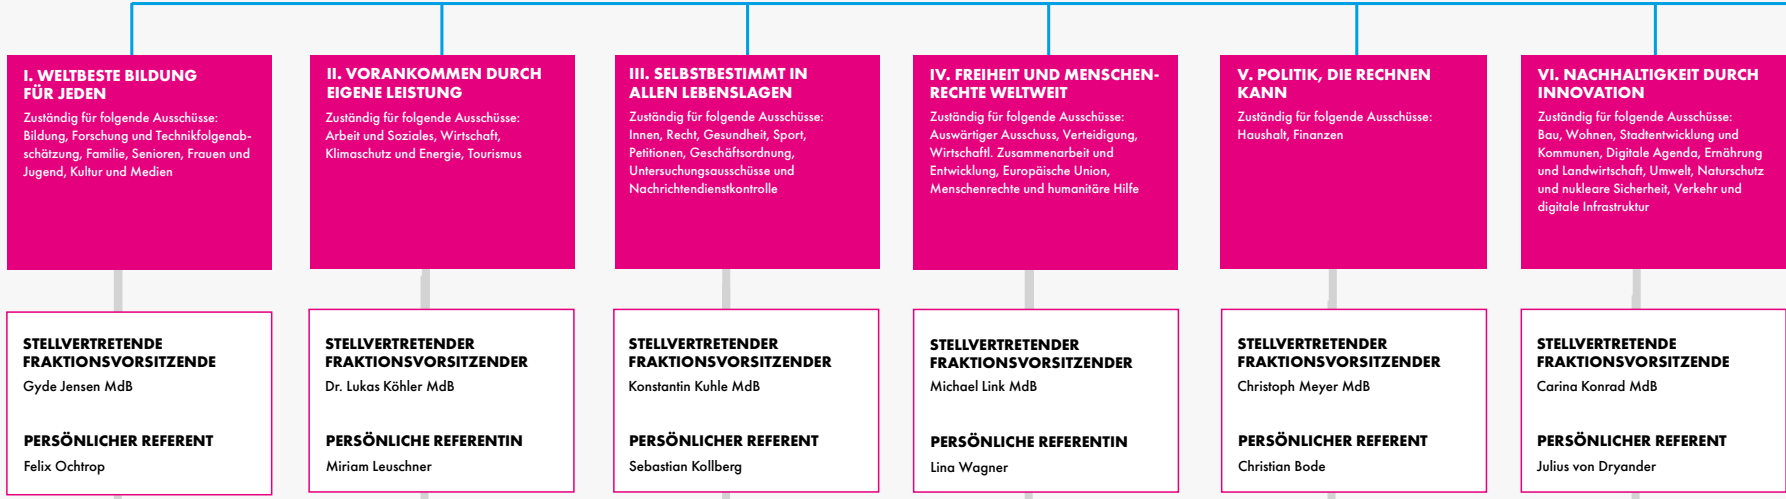 I. WELTBESTE BILDUNG
FÜR JEDEN
Zuständig für folgende Ausschüsse:
Bildung, Forschung und Technikfolgenab-
schätzung, Familie, Senioren, Frauen und
Jugend, Kultur und Medien
STELLVERTRETENDE
FRAKTIONSVORSITZENDE
Gyde Jensen MdB
PERSÖNLICHER REFERENT
Felix Ochtrop
II. VORANKOMMEN DURCH
EIGENE LEISTUNG
Zuständig für folgende Ausschüsse:
Arbeit und Soziales, Wirtschaft,
Klimaschutz und Energie, Tourismus
STELLVERTRETENDER
FRAKTIONSVORSITZENDER
Dr. Lukas Köhler MdB
PERSÖNLICHE REFERENTIN
Miriam Leuschner
III. SELBSTBESTIMMT IN
ALLEN LEBENSLAGEN
Zuständig für folgende Ausschüsse:
Innen, Recht, Gesundheit, Sport,
Petitionen, Geschäftsordnung,
Untersuchungsausschüsse und
Nachrichtendienstkontrolle
STELLVERTRETENDER
FRAKTIONSVORSITZENDER
Konstantin Kuhle MdB
PERSÖNLICHER REFERENT
Sebastian Kollberg
IV. FREIHEIT UND MENSCHEN-
RECHTE WELTWEIT
Zuständig für folgende Ausschüsse:
Auswärtiger Ausschuss, Verteidigung,
Wirtschaftl. Zusammenarbeit und
Entwicklung, Europäische Union,
Menschenrechte und humanitäre Hilfe
STELLVERTRETENDER
FRAKTIONSVORSITZENDER
Michael Link MdB
PERSÖNLICHE REFERENTIN
Lina Wagner
V. POLITIK, DIE RECHNEN
KANN
Zuständig für folgende Ausschüsse:
Haushalt, Finanzen
STELLVERTRETENDER
FRAKTIONSVORSITZENDER
Christoph Meyer MdB
PERSÖNLICHER REFERENT
Christian Bode
VI. NACHHALTIGKEIT DURCH
INNOVATION
Zuständig für folgende Ausschüsse:
Bau, Wohnen, Stadtentwicklung und
Kommunen, Digitale Agenda, Ernährung
und Landwirtschaft, Umwelt, Naturschutz
und nukleare Sicherheit, Verkehr und
digitale Infrastruktur
STELLVERTRETENDE
FRAKTIONSVORSITZENDE
Carina Konrad MdB
PERSÖNLICHER REFERENT
Julius von Dryander